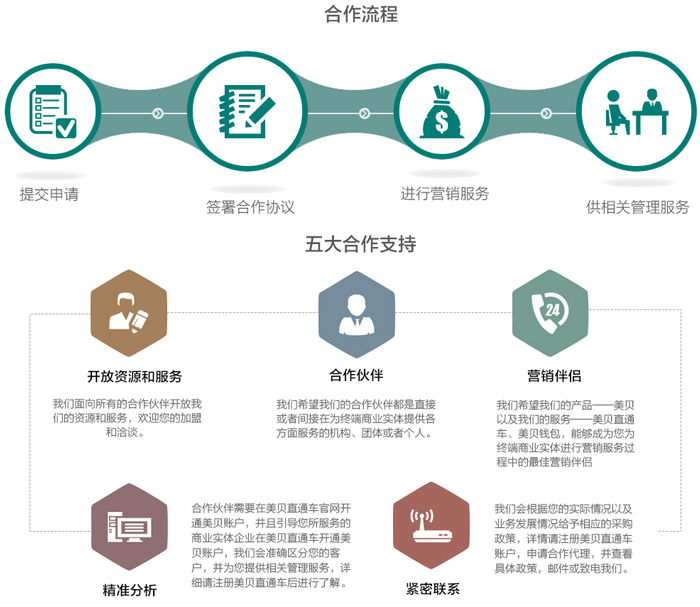 合作流程
$
提交申请
签署合作协议
进行营销服务
供相关管理服务
五大合作支持
24
开放资源和服务
我们面向所有的合作伙伴开放我
们的资源和服务，欢迎您的加盟
和洽谈。
合作伙伴
我们希望我们的合作伙伴都是直接
或者间接在为终端商业实体提供各
方面服务的机构、团体或者个人。
营销伴侣
我们希望我们的产品——美贝
以及我们的服务——美贝直通
车、美贝钱包，能够成为您为
终端商业实体进行营销服务过
程中的最佳营销伴侣
精准分析
合作伙伴需要在美贝直通车官网开
通美贝账户，并且引导您所服务的
商业实体企业在美贝直通车开通美
贝账户，我们会准确区分您的客
户，并为您提供相关管理服务，详
细请注册美贝直通车后进行了解。
紧密联系
我们会根据您的实际情况以及
业务发展情况给予相应的采购
政策，详情请注册美贝直通车
账户，申请合作代理，并查看
具体政策，邮件或致电我们。